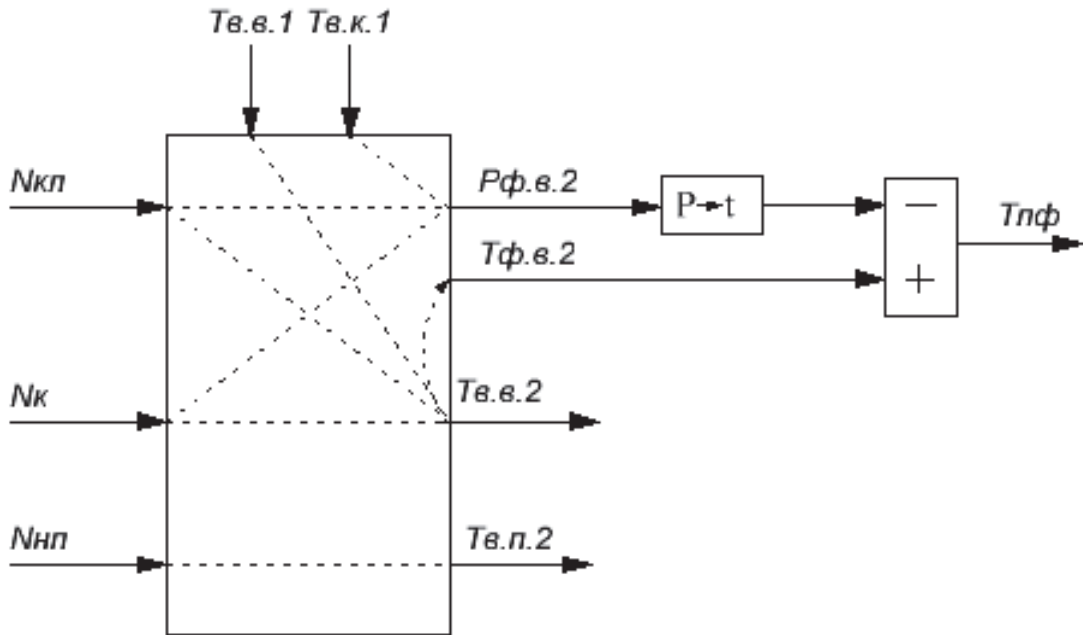 Тв.в.1 Тв.к.1
Nкп Рф.в.2 P→t − Тпф
Тф.в.2 +
Nк Тв.в.2
Nнп Тв.п.2